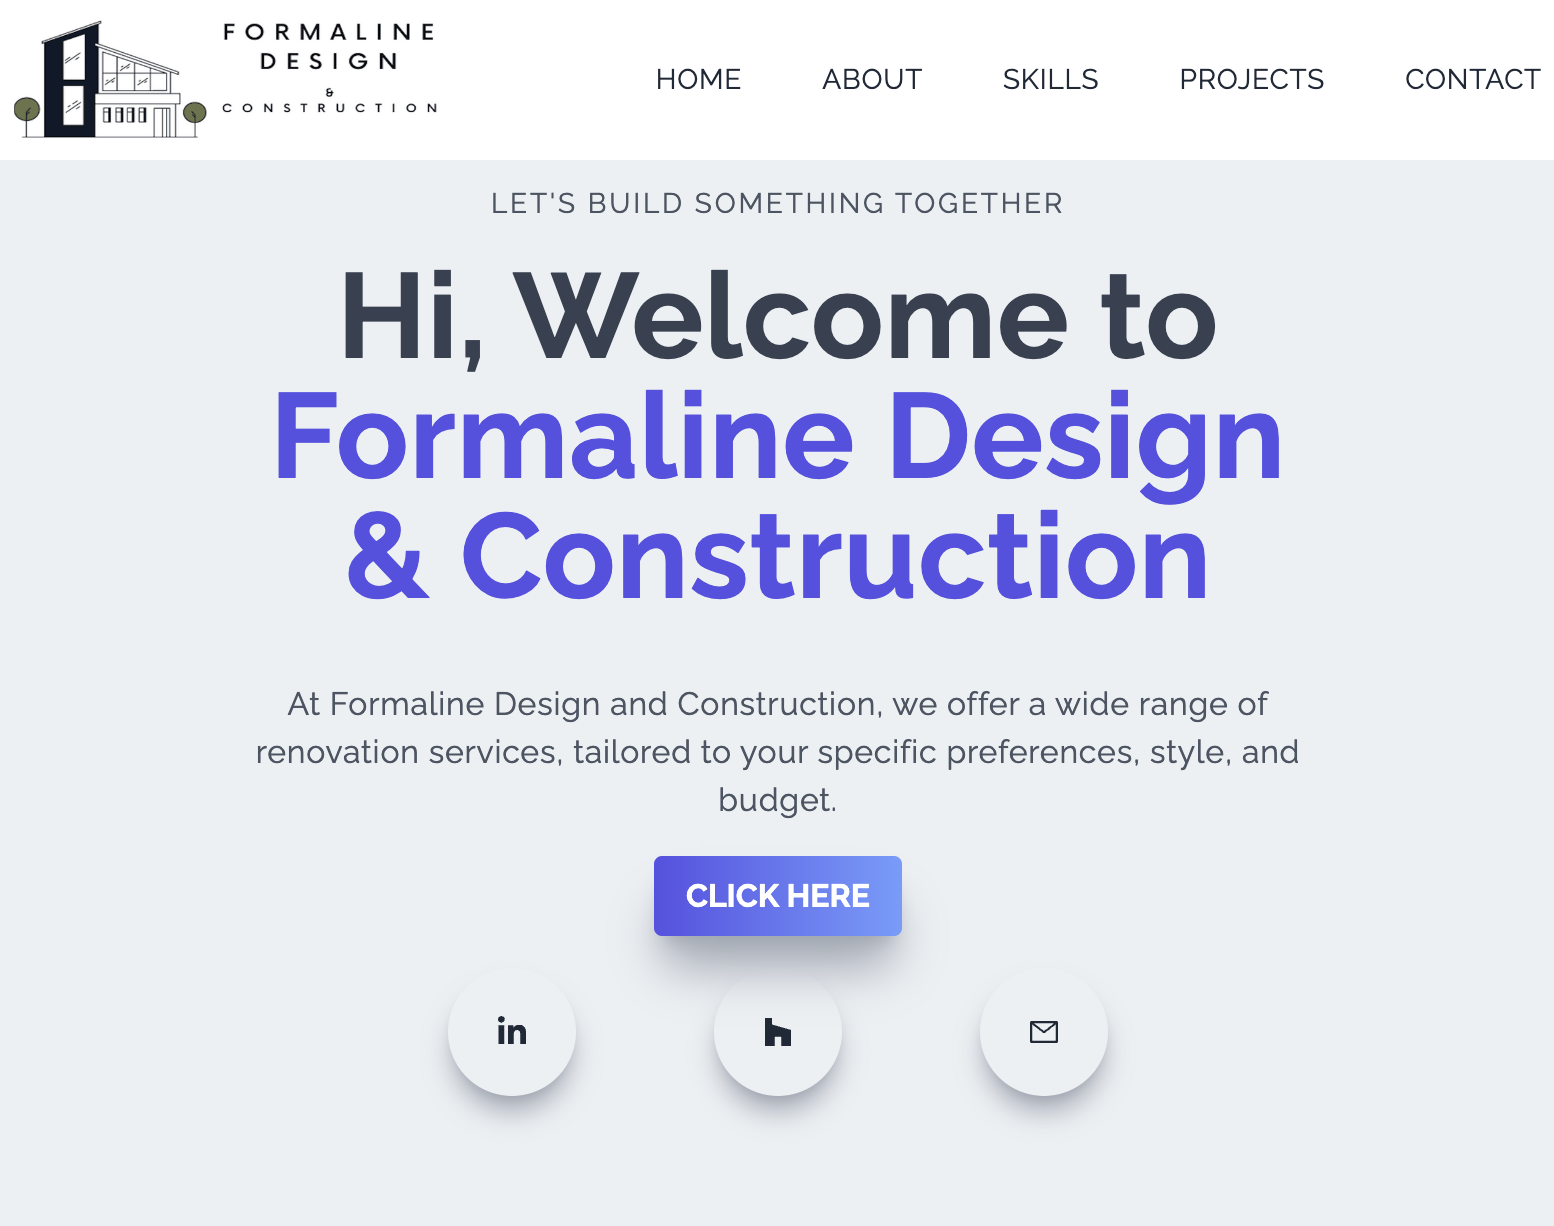 FORMALINE
DESIGN
&
CONSTRUCTION
HOME ABOUT SKILLS PROJECTS CONTACT
LET'S BUILD SOMETHING TOGETHER
Hi, Welcome to
Formaline Design
& Construction
At Formaline Design and Construction, we offer a wide range of
renovation services, tailored to your specific preferences, style, and
budget.
CLICK HERE
in